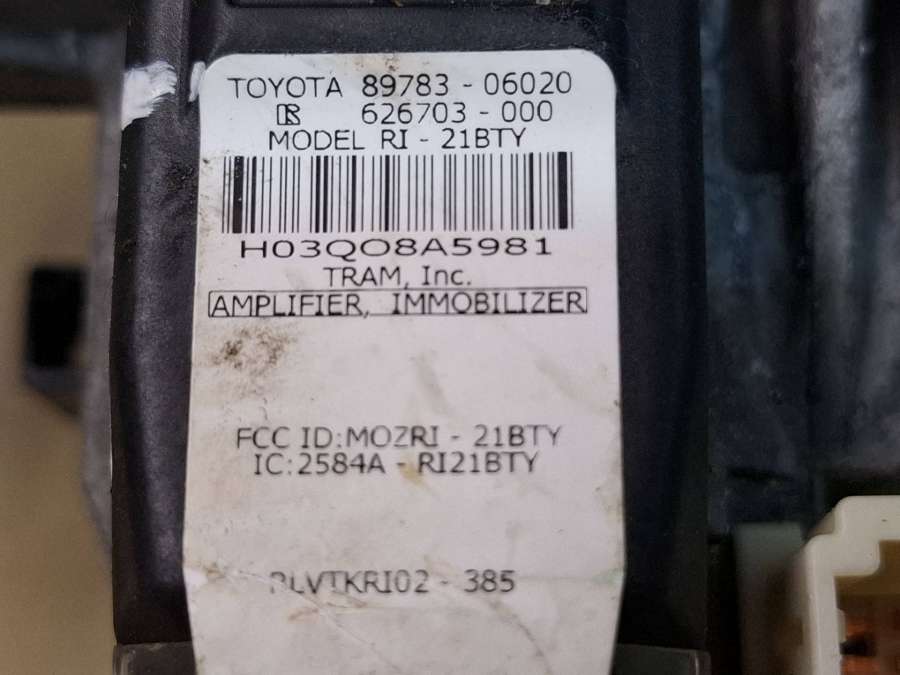 TOYOTA 89783 - 06020
R 626703 - 000
MODEL RI - 21BTY
H03Q08A5981
TRAM, Inc.
AMPLIFIER, IMMOBILIZER
FCC ID:MOZRI - 21BTY
IC:2584A - RI21BTY
RLVTKRI02 - 385